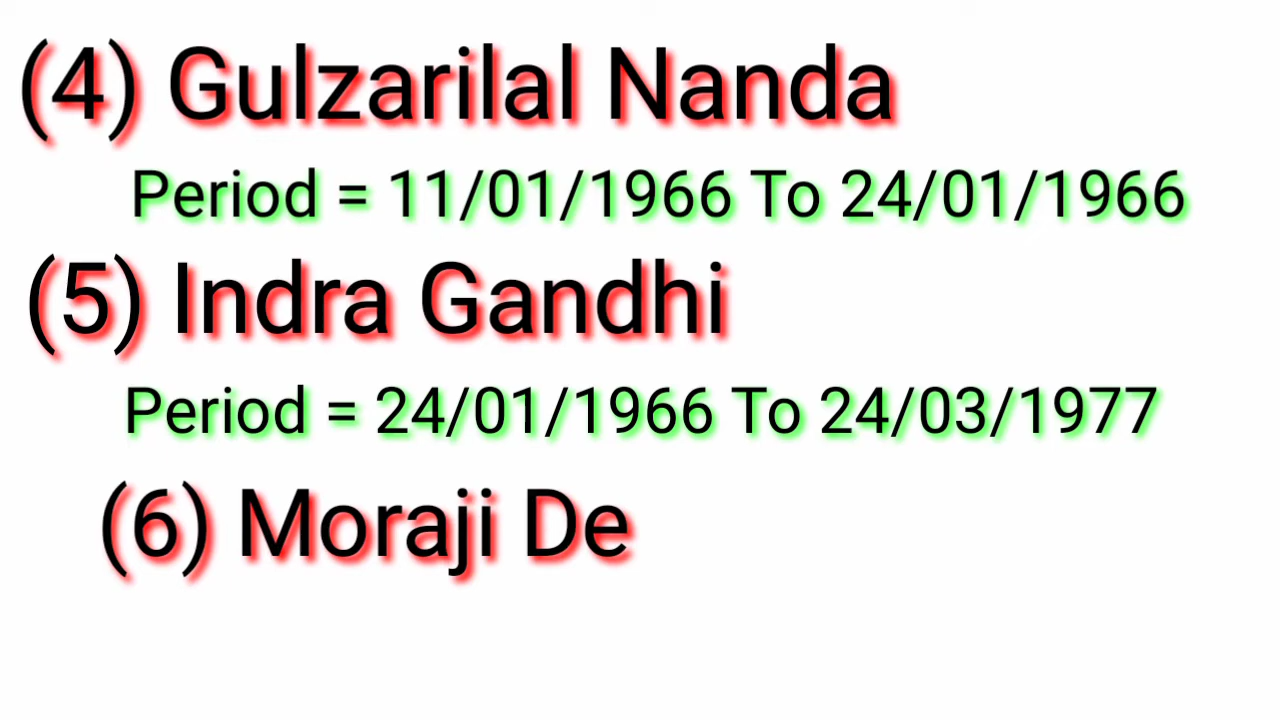 (4) Gulzarilal Nanda
Period = 11/01/1966 To 24/01/1966
(5) Indra Gandhi
Period = 24/01/1966 To 24/03/1977
(6) Moraji De